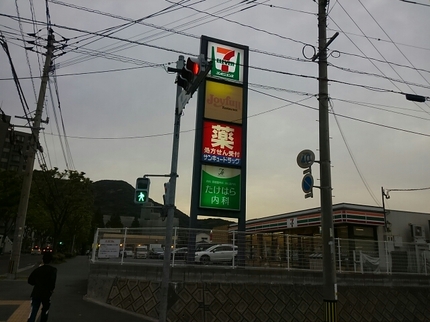 7
Joyfull
薬
処方せん受付
サンキュードラッグ
たけはら
内科